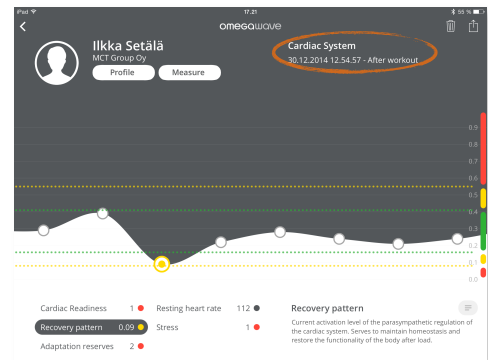 iPad
17.21
55 %
omegawave
Ilkka Setälä
MCT Group Oy
Profile
Measure
Cardiac System
30.12.2014 12.54.57 - After workout
0.9
0.8
0.7
0.6
0.5
0.4
0.3
0.2
0.1
0.0
Cardiac Readiness 1
Resting heart rate 112
Recovery pattern 0.09
Stress 1
Adaptation reserves 2
Recovery pattern
Current activation level of the parasympathetic regulation of
the cardiac system. Serves to maintain homeostasis and
restore the functionality of the body after load.